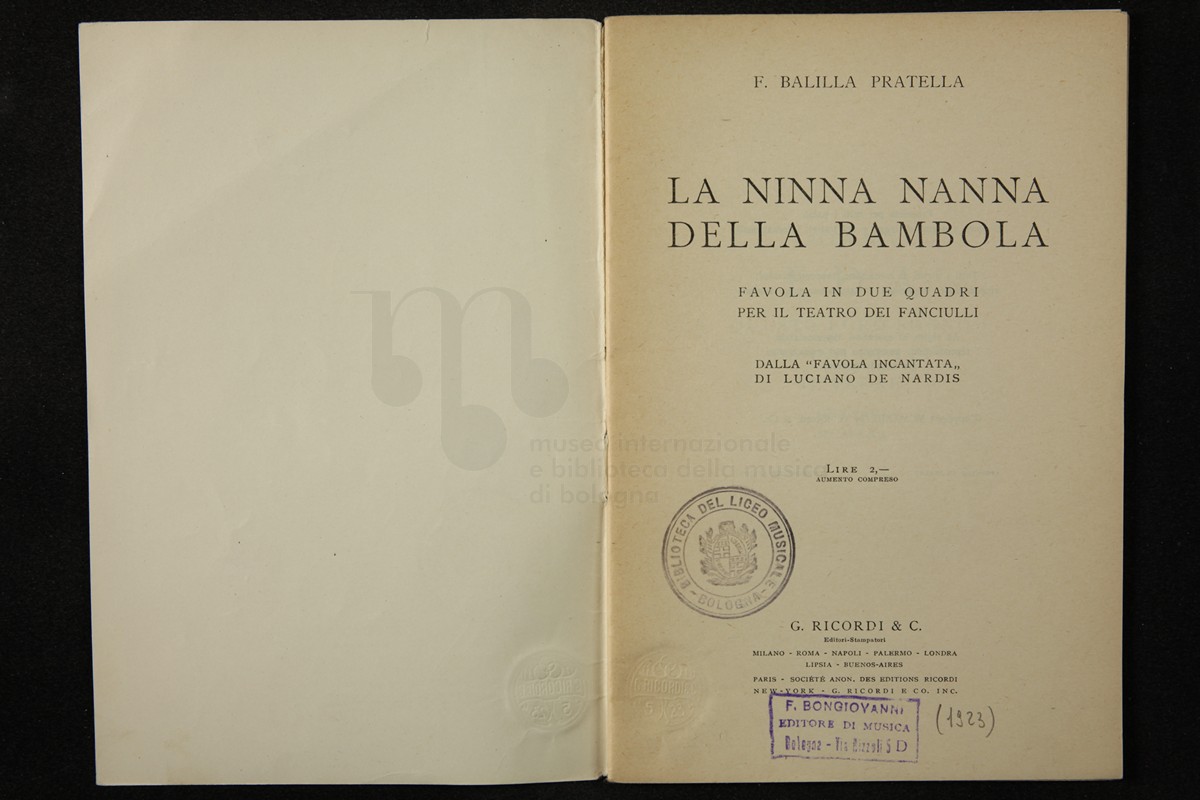 F. BALILLA PRATELLA
LA NINNA NANNA
DELLA BAMBOLA
FAVOLA IN DUE QUADRI
PER IL TEATRO DEI FANCIULLI
DALLA “FAVOLA INCANTATA„
DI LUCIANO DE NARDIS
LIRE 2,—
AUMENTO COMPRESO
museo internazionale
e biblioteca della musica
di bologna
BIBLIOTECA DEL LICEO MUSICALE
- BOLOGNA -
G. RICORDI & C.
Editori-Stampatori
MILANO - ROMA - NAPOLI - PALERMO - LONDRA
LIPSIA - BUENOS-AIRES
PARIS - SOCIÉTÉ ANON. DES EDITIONS RICORDI
NEW-YORK - G. RICORDI E CO. INC.
F. BONGIOVANNI
EDITORE DI MUSICA
Bologna - Via Rizzoli 5 D
(1923)